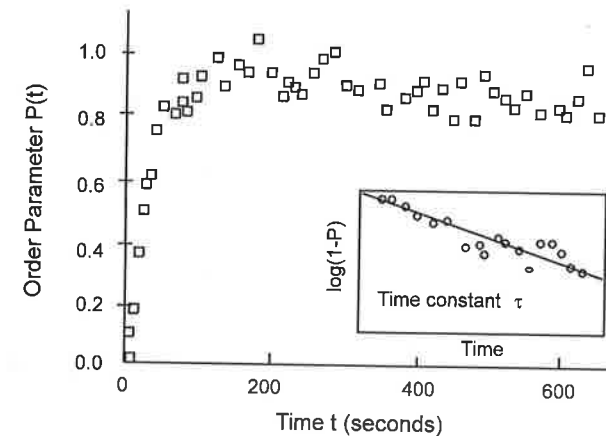 Order Parameter P(t)
1.0
0.8
0.6
0.4
0.2
0.0
0
200
400
600
Time t (seconds)
log(1-P)
Time constant τ
Time